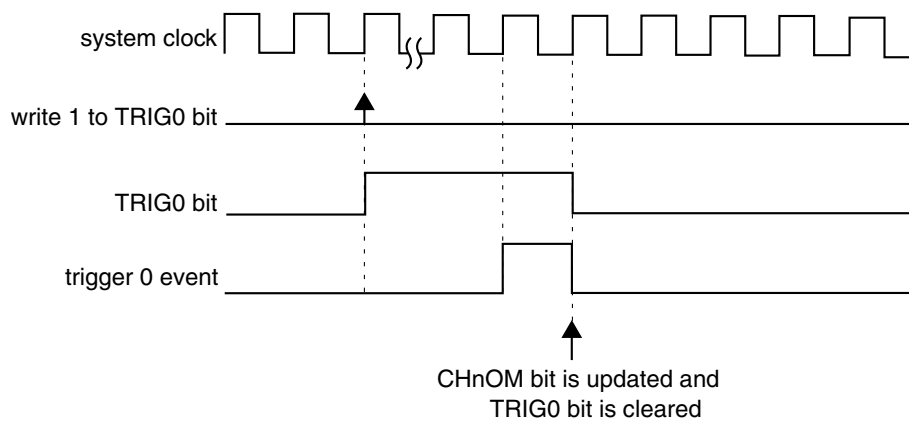 system clock
write 1 to TRIG0 bit
TRIG0 bit
trigger 0 event
CHnOM bit is updated and
TRIG0 bit is cleared